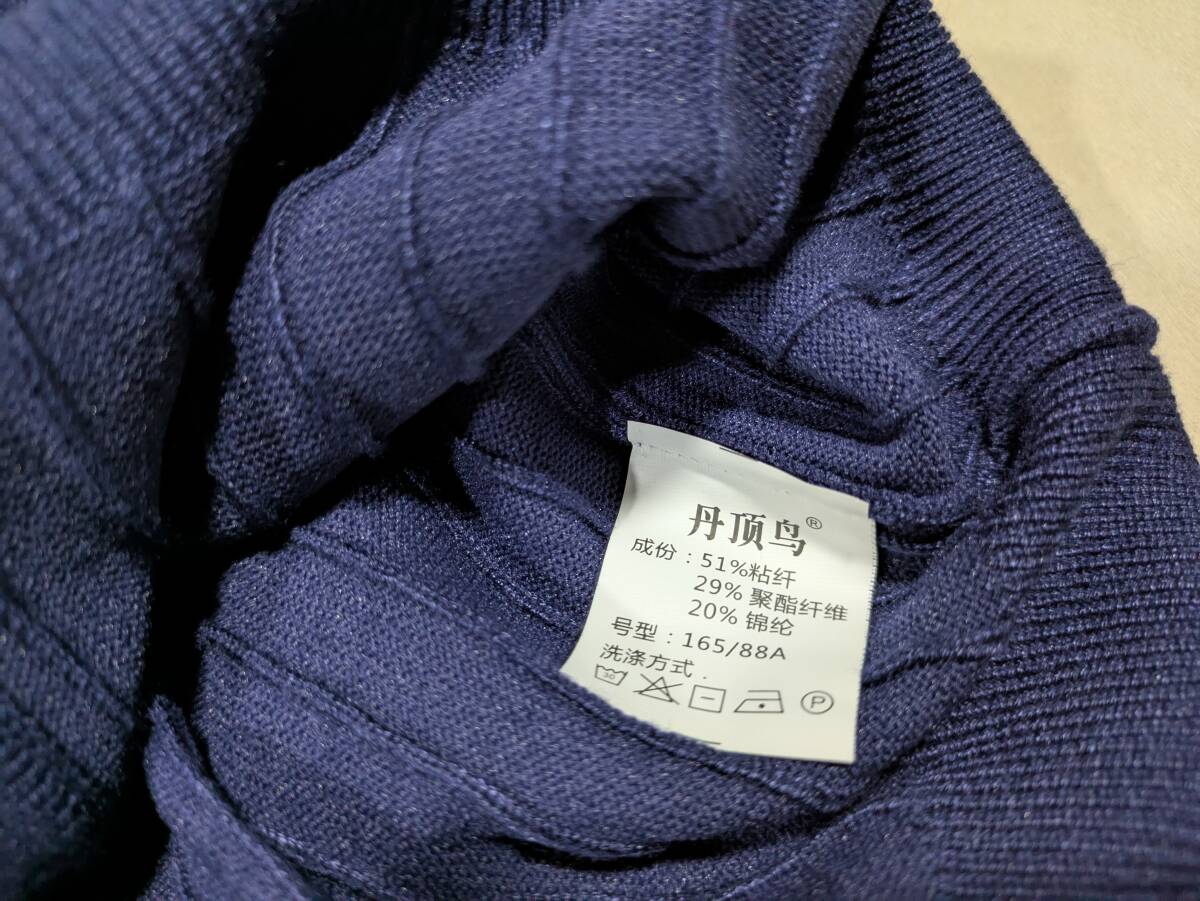 丹顶鸟®
成份：51%粘纤
29% 聚酯纤维
20% 锦纶
号型：165/88A
洗涤方式．
30 P